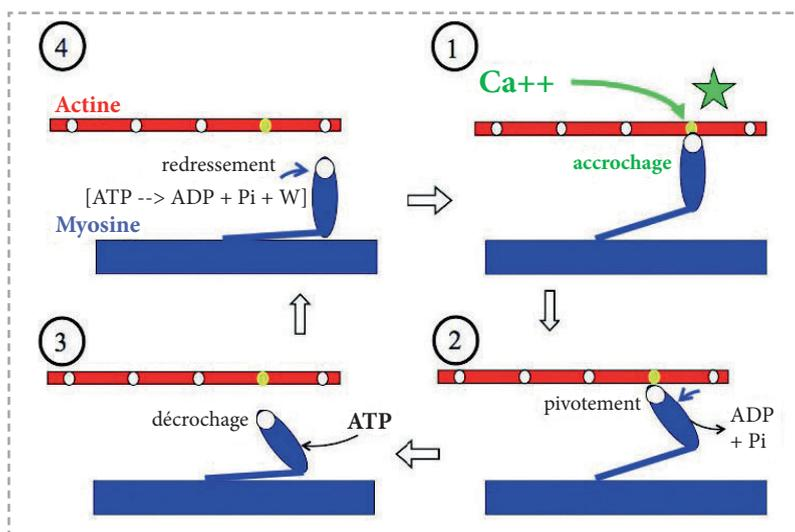 4
Actine
redressement
[ATP --> ADP + Pi + W]
Myosine
1
Ca++
accrochage
3
décrochage
ATP
2
pivotement
ADP
+ Pi